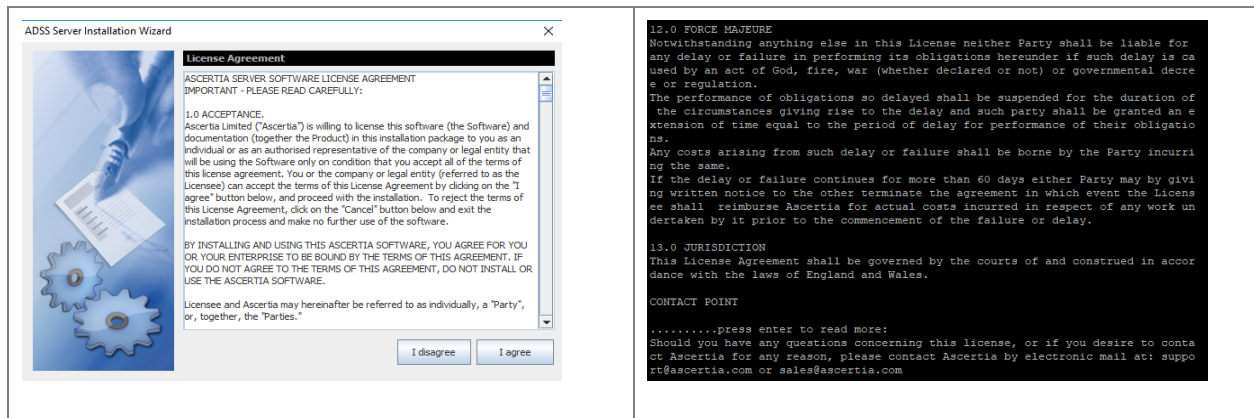 ADSS Server Installation Wizard
License Agreement
ASCERTIA SERVER SOFTWARE LICENSE AGREEMENT
IMPORTANT - PLEASE READ CAREFULLY:
1.0 ACCEPTANCE.
Ascertia Limited ("Ascertia") is willing to license this software (the Software) and
documentation (together the Product) in this installation package to you as an
individual or as an authorised representative of the company or legal entity that
will be using the Software only on condition that you accept all of the terms of
this license agreement. You or the company or legal entity (referred to as the
Licensee) can accept the terms of this License Agreement by clicking on the "I
agree" button below, and proceed with the installation. To reject the terms of
this License Agreement, click on the "Cancel" button below and exit the
installation process and make no further use of the software.
BY INSTALLING AND USING THIS ASCERTIA SOFTWARE, YOU AGREE FOR YOU
OR YOUR ENTERPRISE TO BE BOUND BY THE TERMS OF THIS AGREEMENT. IF
YOU DO NOT AGREE TO THE TERMS OF THIS AGREEMENT, DO NOT INSTALL OR
USE THE ASCERTIA SOFTWARE.
Licensee and Ascertia may hereinafter be referred to as individually, a "Party",
or, together, the "Parties."
I disagree
I agree
12.0 FORCE MAJEURE
Notwithstanding anything else in this License neither Party shall be liable for
any delay or failure in performing its obligations hereunder if such delay is ca
used by an act of God, fire, war (whether declared or not) or governmental decre
e or regulation.
The performance of obligations so delayed shall be suspended for the duration of
the circumstances giving rise to the delay and such party shall be granted an e
xtension of time equal to the period of delay for performance of their obligatio
ns.
Any costs arising from such delay or failure shall be borne by the Party incurri
ng the same.
If the delay or failure continues for more than 60 days either Party may by givi
ng written notice to the other terminate the agreement in which event the Licens
ee shall  reimburse Ascertia for actual costs incurred in respect of any work un
dertaken by it prior to the commencement of the failure or delay.
13.0 JURISDICTION
This License Agreement shall be governed by the courts of and construed in accor
dance with the laws of England and Wales.
CONTACT POINT
..........press enter to read more:
Should you have any questions concerning this license, or if you desire to conta
ct Ascertia for any reason, please contact Ascertia by electronic mail at: suppo
rt@ascertia.com or sales@ascertia.com